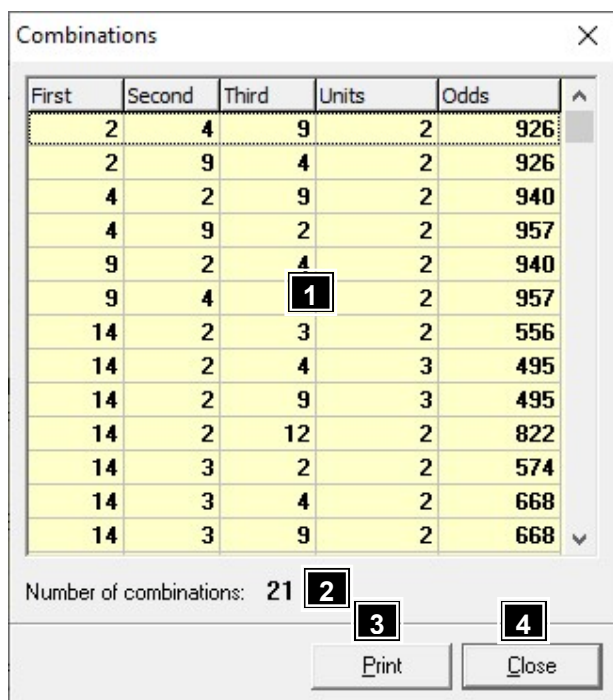 Combinations
First Second Third Units Odds
2 4 9 2 926
2 9 4 2 926
4 2 9 2 940
4 9 2 2 957
9 2 4 2 940
9 4 1 2 957
14 2 3 2 556
14 2 4 3 495
14 2 9 3 495
14 2 12 2 822
14 3 2 2 574
14 3 4 2 668
14 3 9 2 668
Number of combinations: 21 2
3 4
Print Close